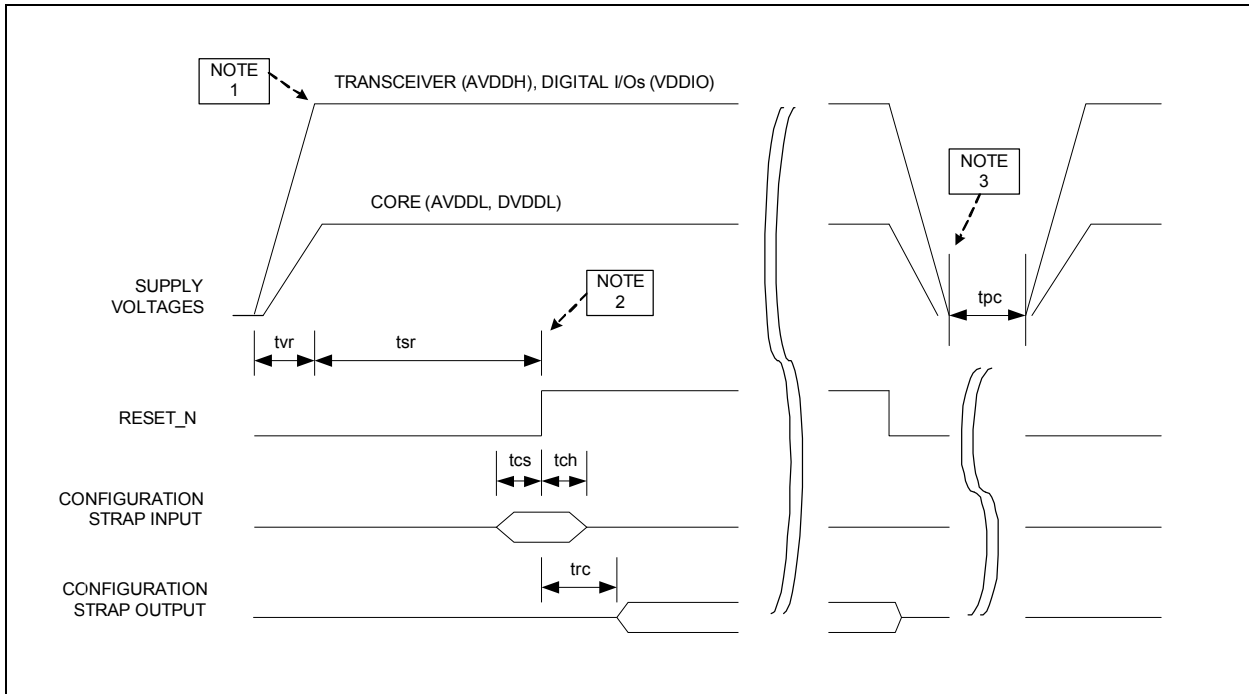 NOTE
1
TRANSCEIVER (AVDDH), DIGITAL I/Os (VDDIO)
NOTE
3
CORE (AVDDL, DVDDL)
SUPPLY
VOLTAGES
NOTE
2
tpc
tvr
tsr
RESET_N
tcs
tch
CONFIGURATION
STRAP INPUT
trc
CONFIGURATION
STRAP OUTPUT